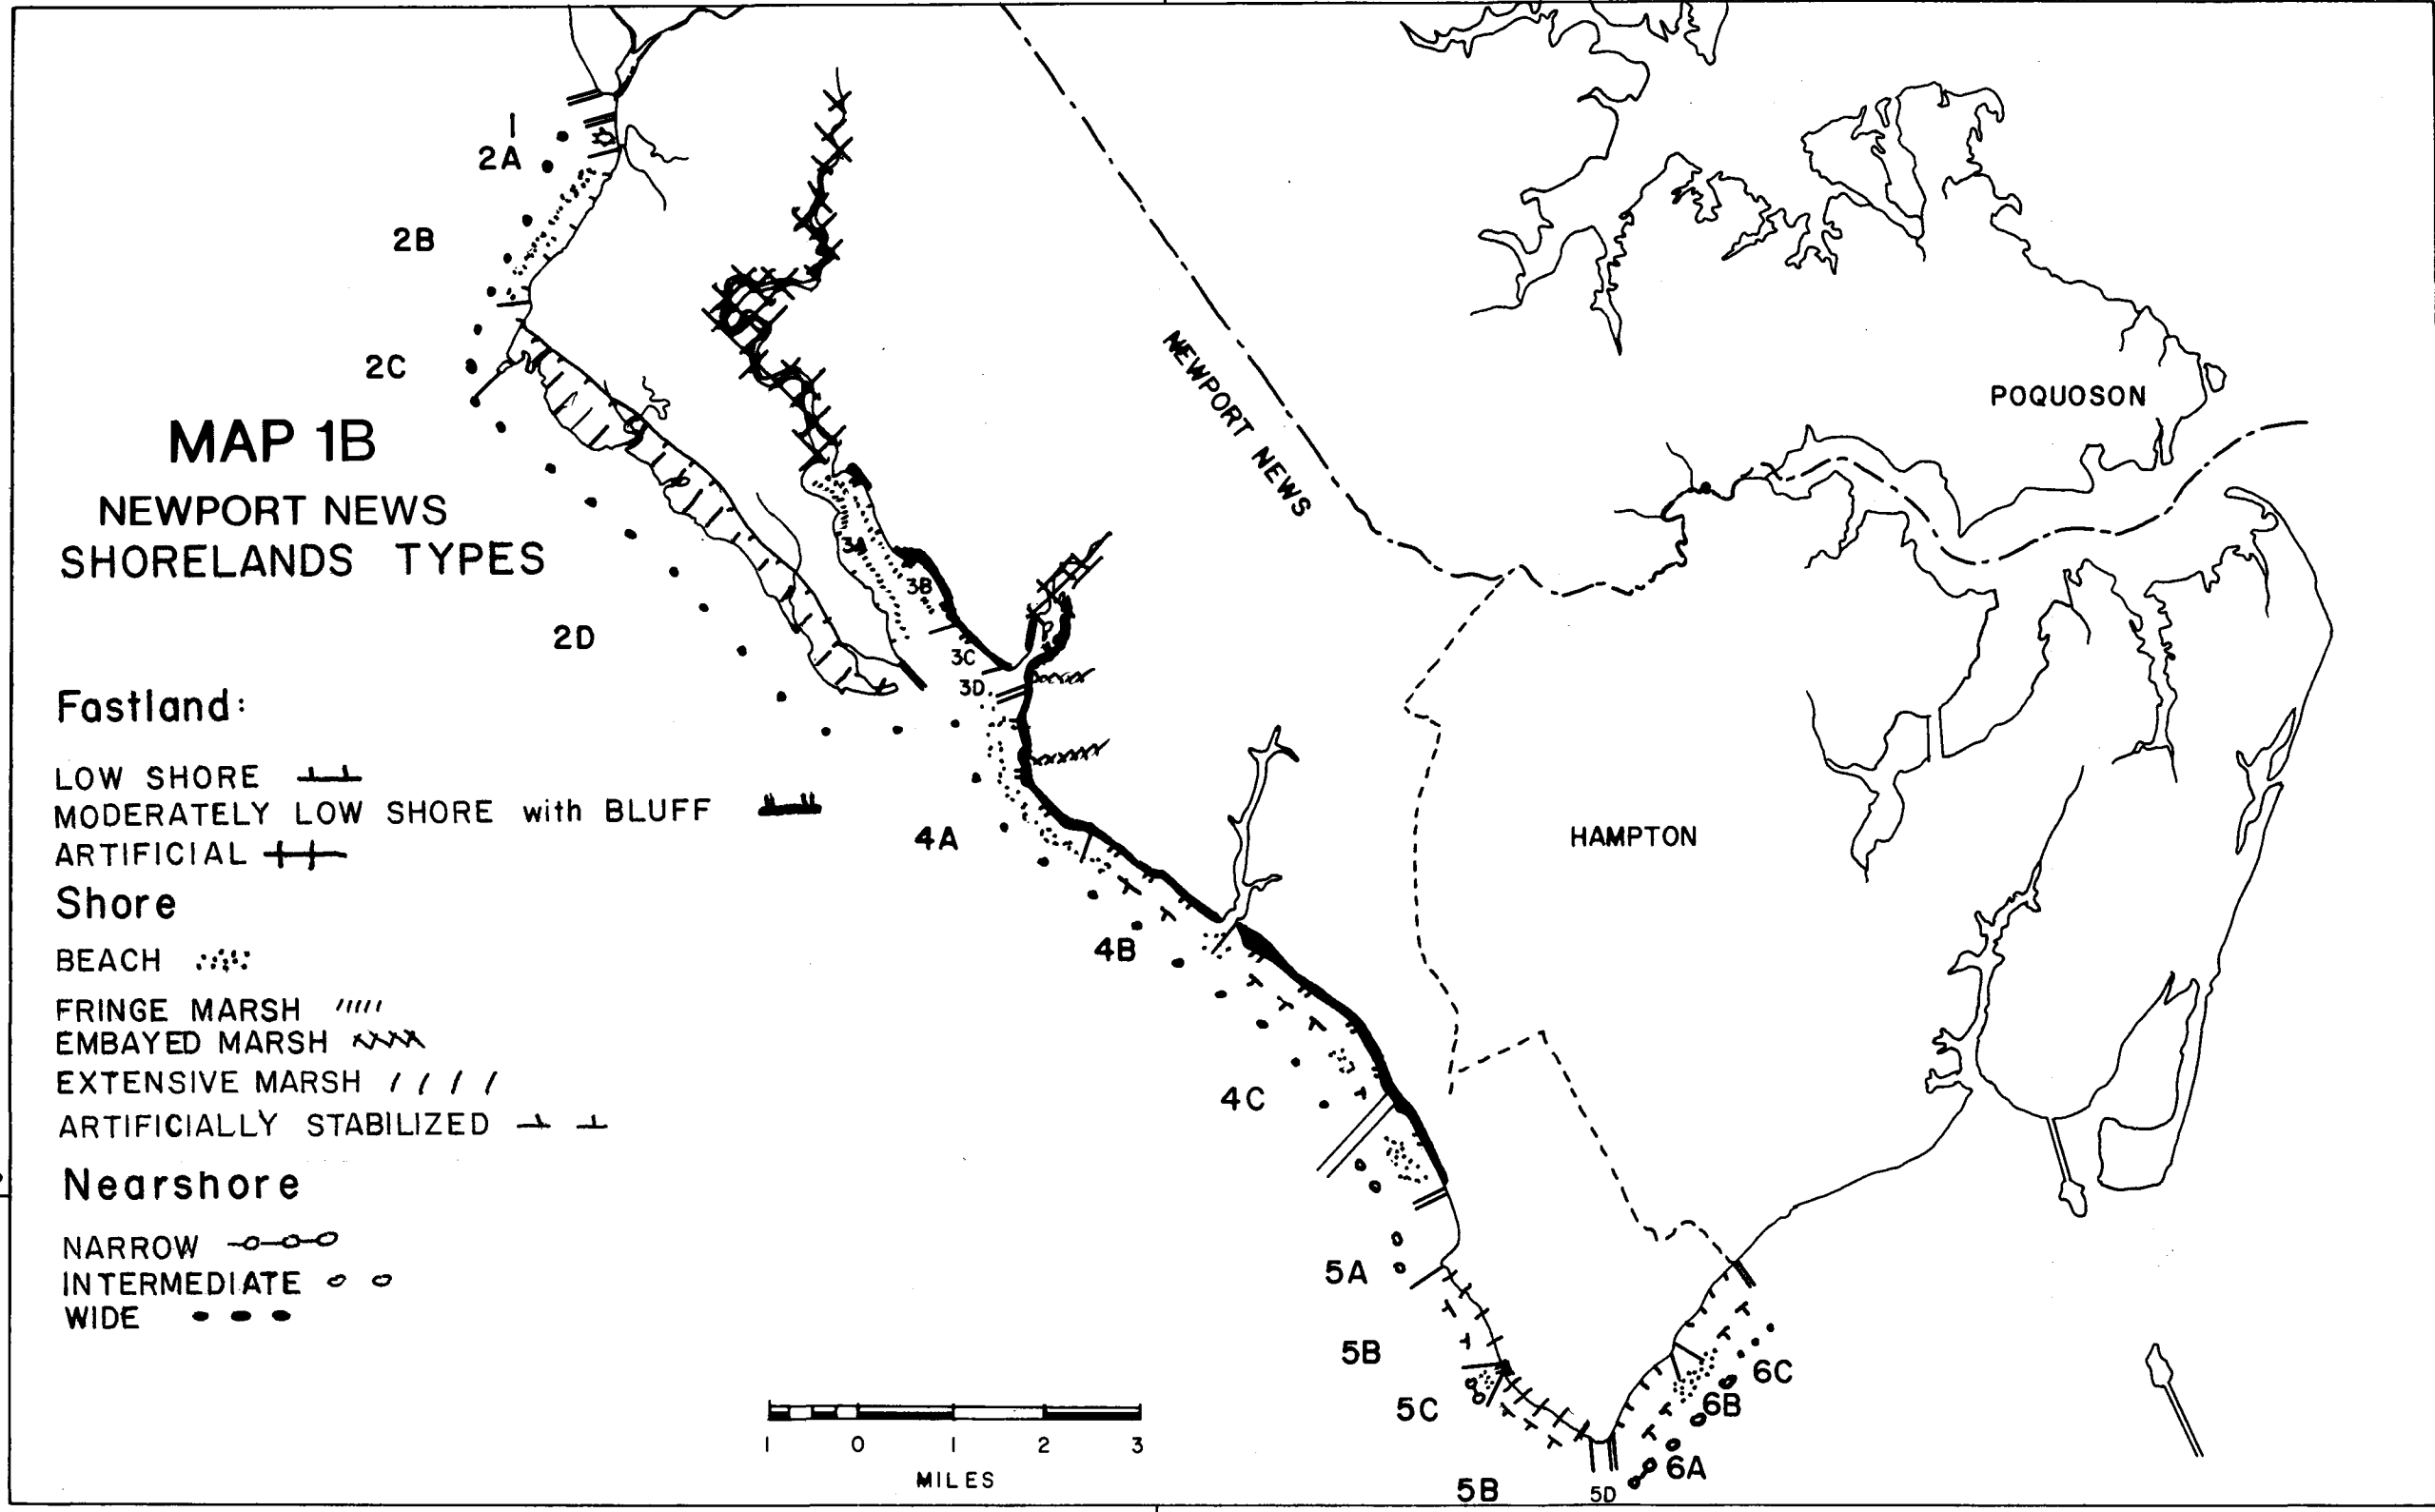 1
2A
2B
2C
MAP 1B
NEWPORT NEWS
SHORELANDS TYPES
2D
Fastland:
LOW SHORE
MODERATELY LOW SHORE with BLUFF
ARTIFICIAL
Shore
BEACH
FRINGE MARSH
EMBAYED MARSH
EXTENSIVE MARSH
ARTIFICIALLY STABILIZED
Nearshore
NARROW
INTERMEDIATE
WIDE
3A
3B
3C
3D
4A
4B
4C
5A
5B
5C
5B
5D
6A
6B
6C
NEWPORT NEWS
POQUOSON
HAMPTON
1 0 1 2 3
MILES